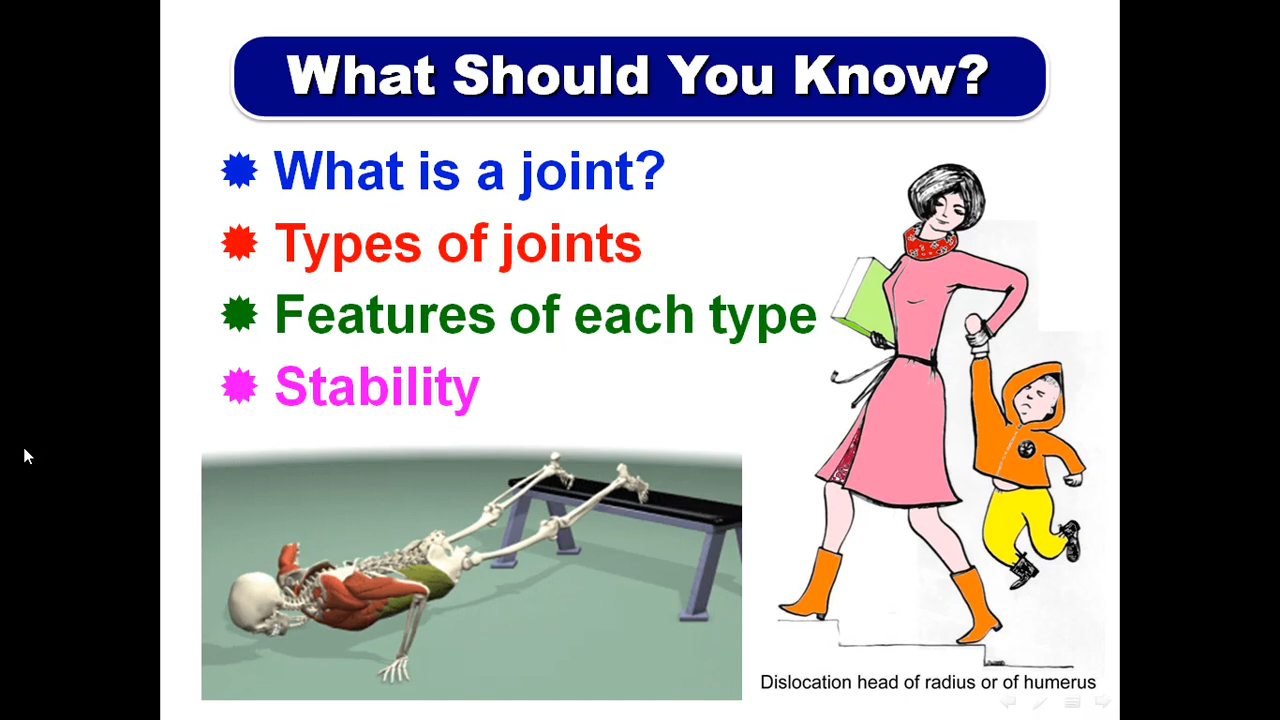 What Should You Know?
What is a joint?
Types of joints
Features of each type
Stability
Dislocation head of radius or of humerus